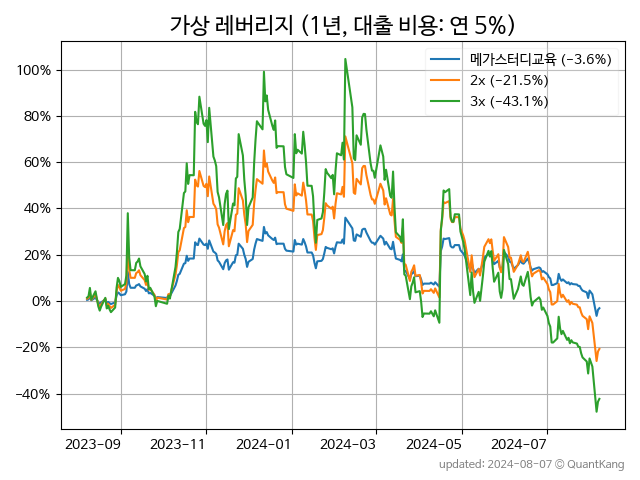 가상 레버리지 (1년, 대출 비용: 연 5%)
메가스터디교육 (−3.6%)
2x (−21.5%)
3x (−43.1%)
100%
80%
60%
40%
20%
0%
−20%
−40%
2023-09
2023-11
2024-01
2024-03
2024-05
2024-07
updated: 2024-08-07 © QuantKang